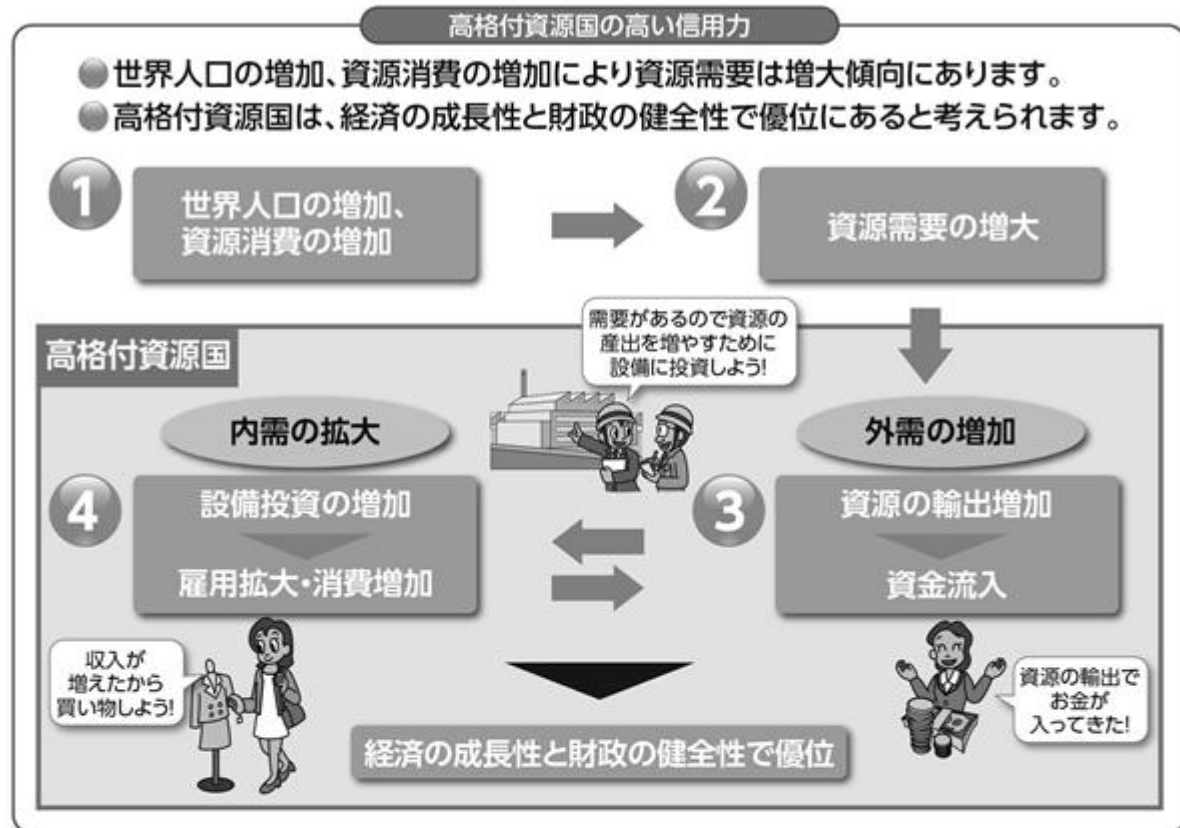 高格付資源国の高い信用力
●世界人口の増加、資源消費の増加により資源需要は増大傾向にあります。
●高格付資源国は、経済の成長性と財政の健全性で優位にあると考えられます。
1
世界人口の増加、
資源消費の増加
2
資源需要の増大
高格付資源国
需要があるので資源の
産出を増やすために
設備に投資しよう!
内需の拡大
外需の増加
4
設備投資の増加
雇用拡大・消費増加
3
資源の輸出増加
資金流入
収入が
増えたから
買い物しよう!
資源の輸出で
お金が
入ってきた!
経済の成長性と財政の健全性で優位